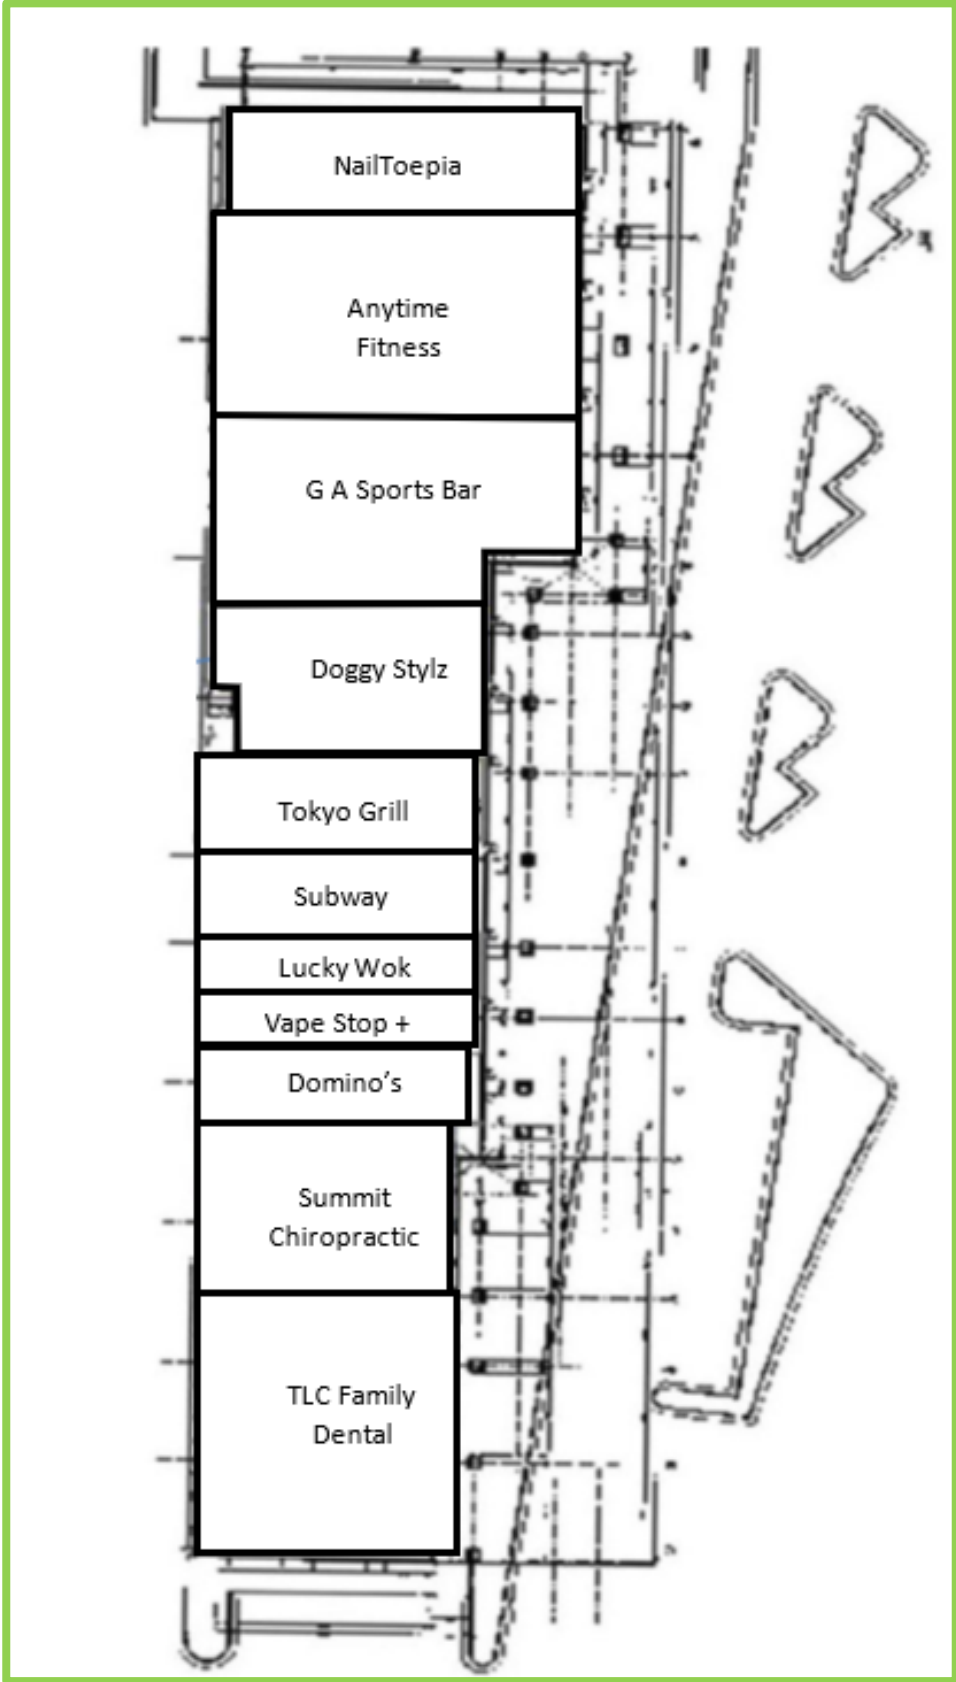 NailToepia
Anytime
Fitness
G A Sports Bar
Doggy Stylz
Tokyo Grill
Subway
Lucky Wok
Vape Stop +
Domino’s
Summit
Chiropractic
TLC Family
Dental